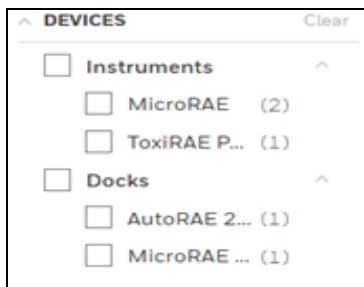 DEVICES Clear
Instruments
MicroRAE (2)
ToxiRAE P... (1)
Docks
AutoRAE 2... (1)
MicroRAE ... (1)